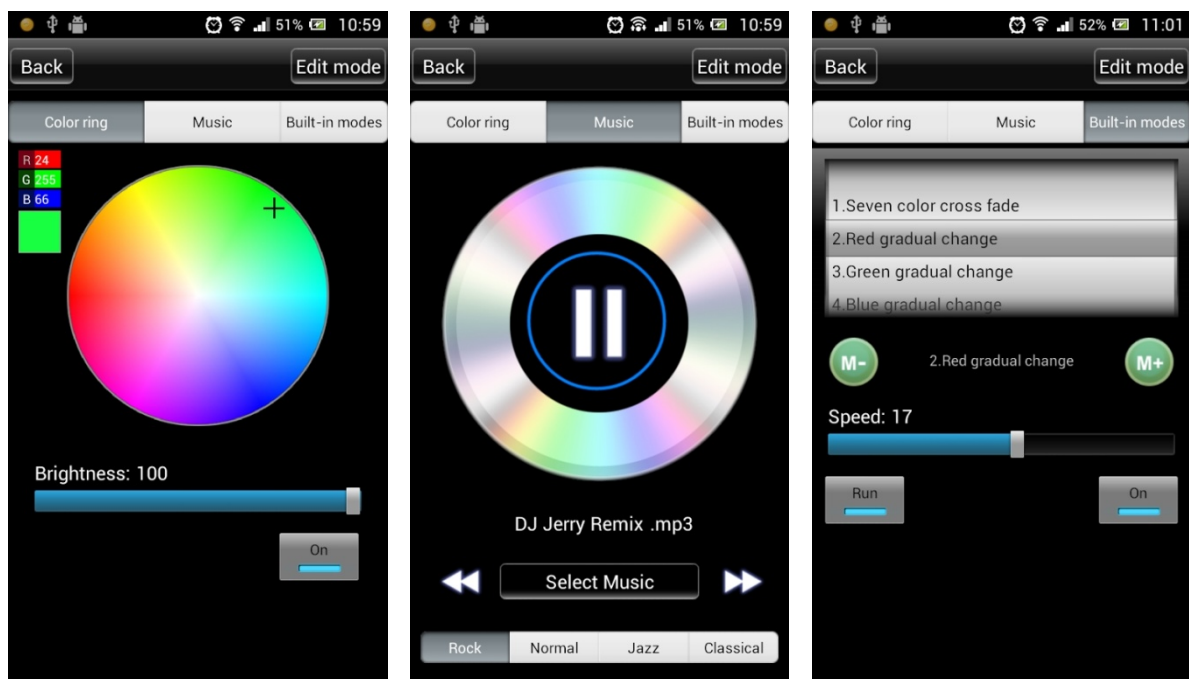 51% 10:59
Back Edit mode
Color ring Music Built-in modes
R 24
G 255
B 66
Brightness: 100
On
51% 10:59
Back Edit mode
Color ring Music Built-in modes
DJ Jerry Remix .mp3
Select Music
Rock Normal Jazz Classical
52% 11:01
Back Edit mode
Color ring Music Built-in modes
1.Seven color cross fade
2.Red gradual change
3.Green gradual change
4.Blue gradual change
M- 2.Red gradual change M+
Speed: 17
Run On